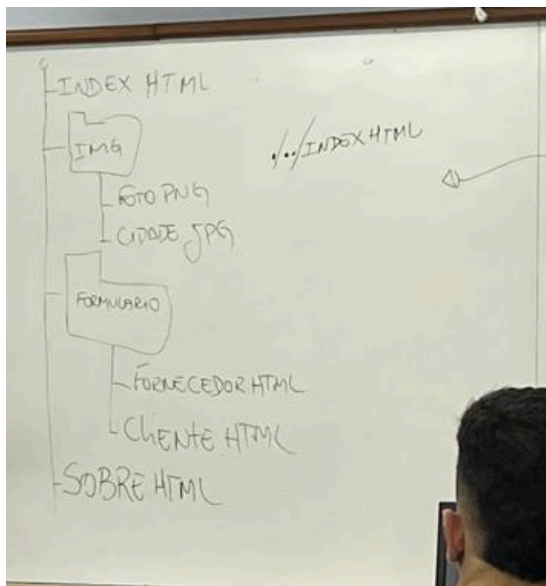 INDEX HTML
IMG
./../INDEX HTML
FOTO PNG
CIDADE JPG
FORMULARIO
FORNECEDOR HTML
CLIENTE HTML
SOBRE HTML